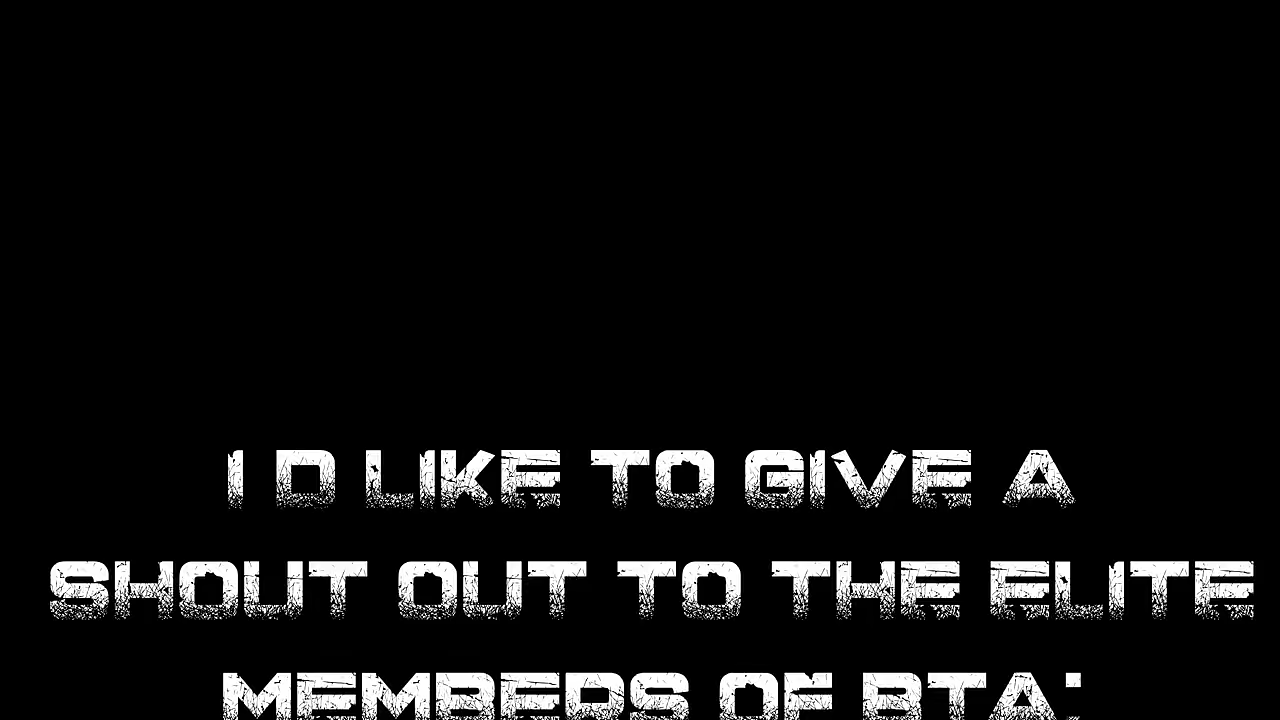 I D LIKE TO GIVE A
SHOUT OUT TO THE ELITE
MEMBERS OF BTA: